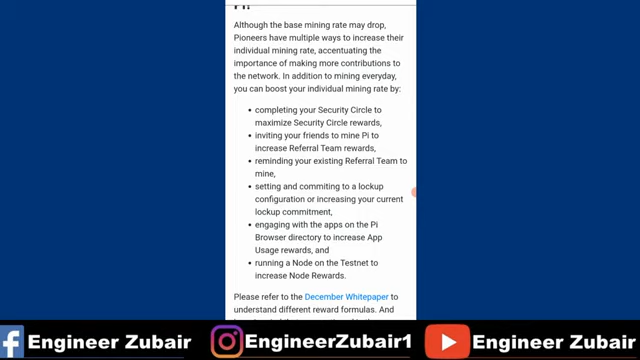 Although the base mining rate may drop,
Pioneers have multiple ways to increase their
individual mining rate, accentuating the
importance of making more contributions to
the network. In addition to mining everyday,
you can boost your individual mining rate by:
• completing your Security Circle to
maximize Security Circle rewards,
• inviting your friends to mine Pi to
increase Referral Team rewards,
• reminding your existing Referral Team to
mine,
• setting and commiting to a lockup
configuration or increasing your current
lockup commitment,
• engaging with the apps on the Pi
Browser directory to increase App
Usage rewards, and
• running a Node on the Testnet to
increase Node Rewards.
Please refer to the December Whitepaper to
understand different reward formulas. And
Engineer Zubair
EngineerZubair1
Engineer Zubair